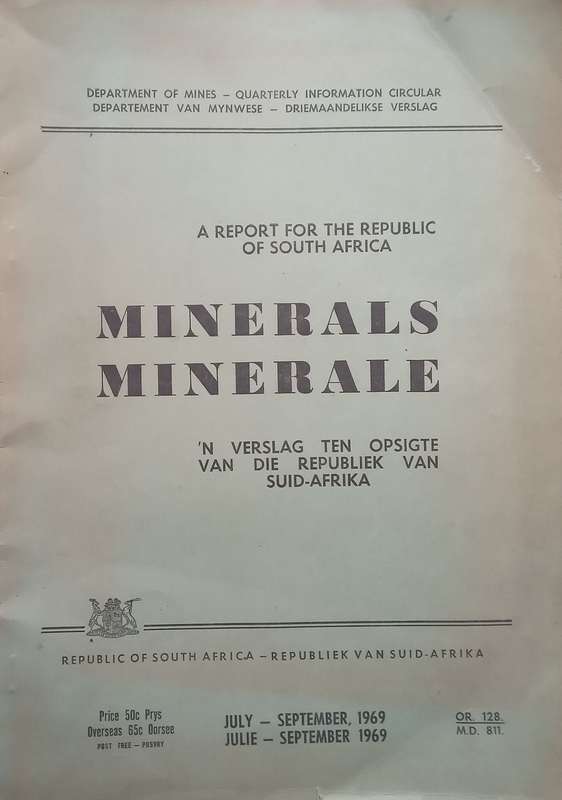 DEPARTMENT OF MINES – QUARTERLY INFORMATION CIRCULAR
DEPARTEMENT VAN MYNWESE – DRIEMAANDELIKSE VERSLAG
A REPORT FOR THE REPUBLIC
OF SOUTH AFRICA
MINERALS
MINERALE
'N VERSLAG TEN OPSIGTE
VAN DIE REPUBLIEK VAN
SUID-AFRIKA
REPUBLIC OF SOUTH AFRICA – REPUBLIEK VAN SUID-AFRIKA
Price 50c Prys
Overseas 65c Oorsee
POST FREE – POSVRY
JULY – SEPTEMBER, 1969
JULIE – SEPTEMBER 1969
OR. 128.
M.D. 811.